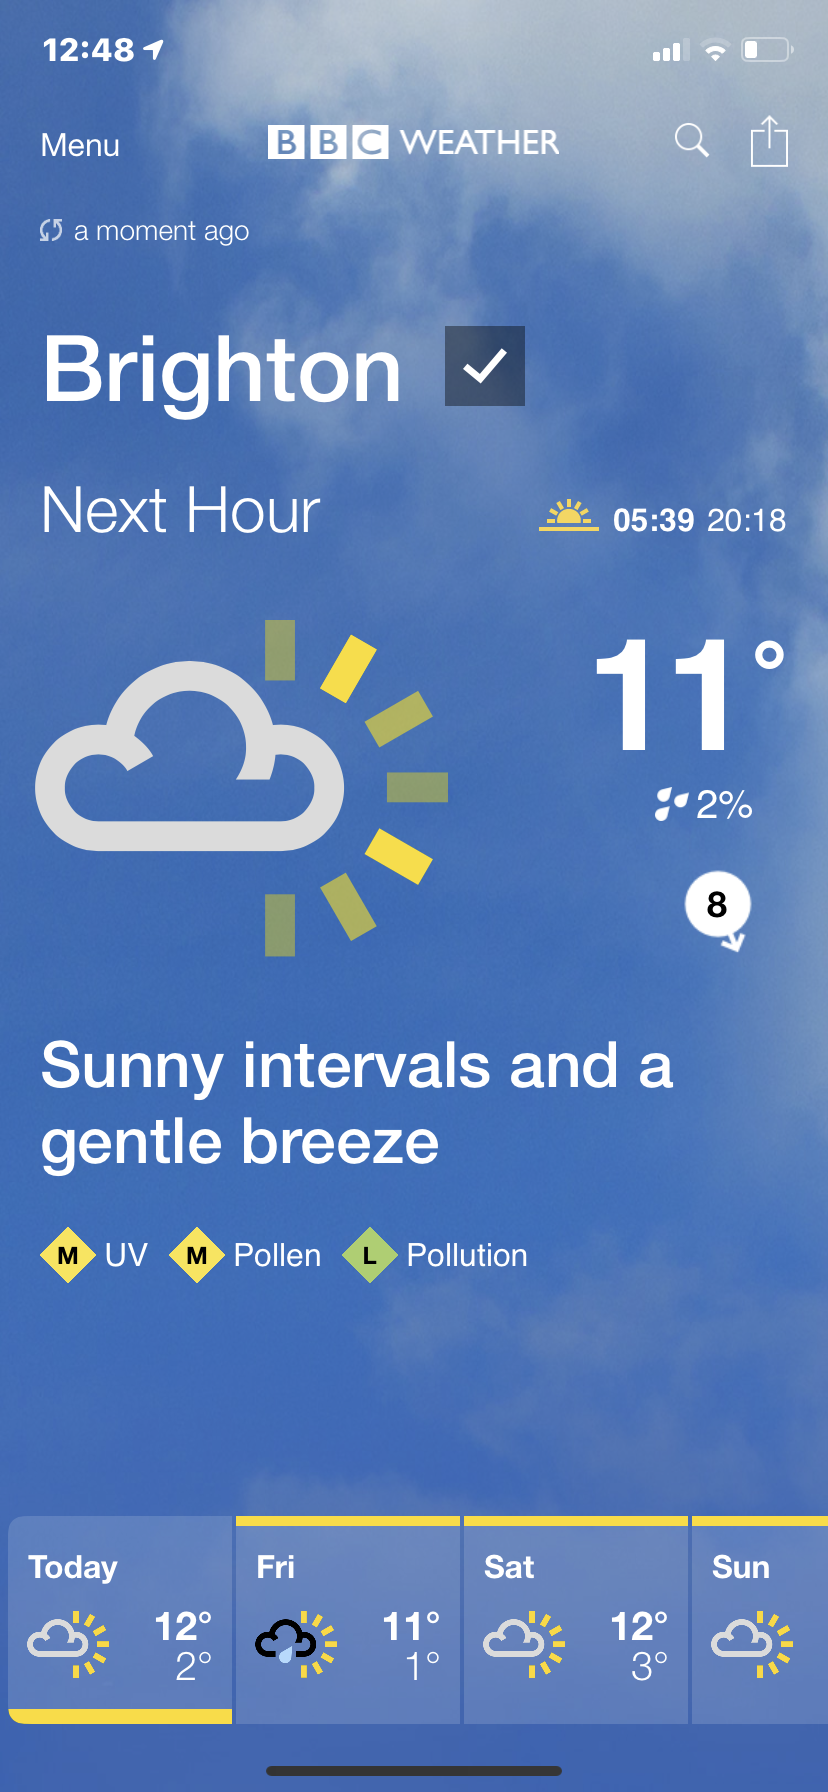 12:48
Menu
BBC WEATHER
a moment ago
Brighton
Next Hour
05:39 20:18
11°
2%
8
Sunny intervals and a
gentle breeze
M UV M Pollen L Pollution
Today Fri Sat Sun
12° 11° 12°
2° 1° 3°